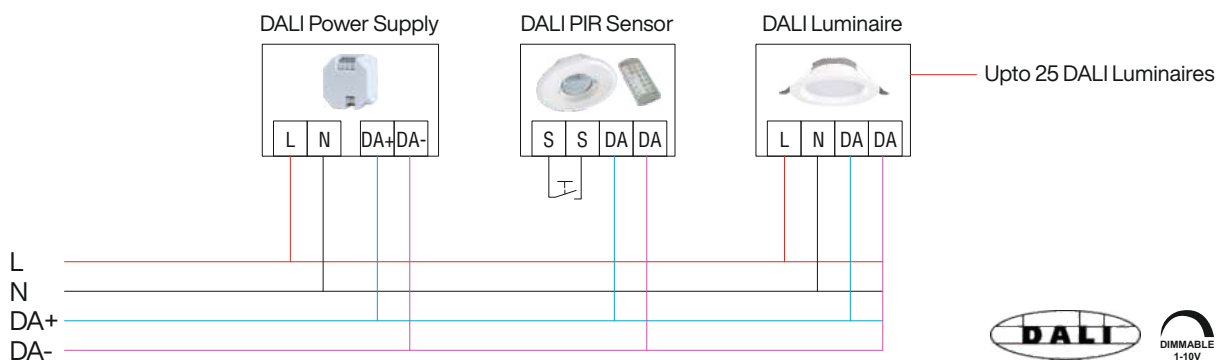 DALI Power Supply
DALI PIR Sensor
DALI Luminaire
Upto 25 DALI Luminaires
L N DA+ DA-
S S DA DA
L N DA DA
L
N
DA+
DA-
DALI
DIMMABLE
1-10V